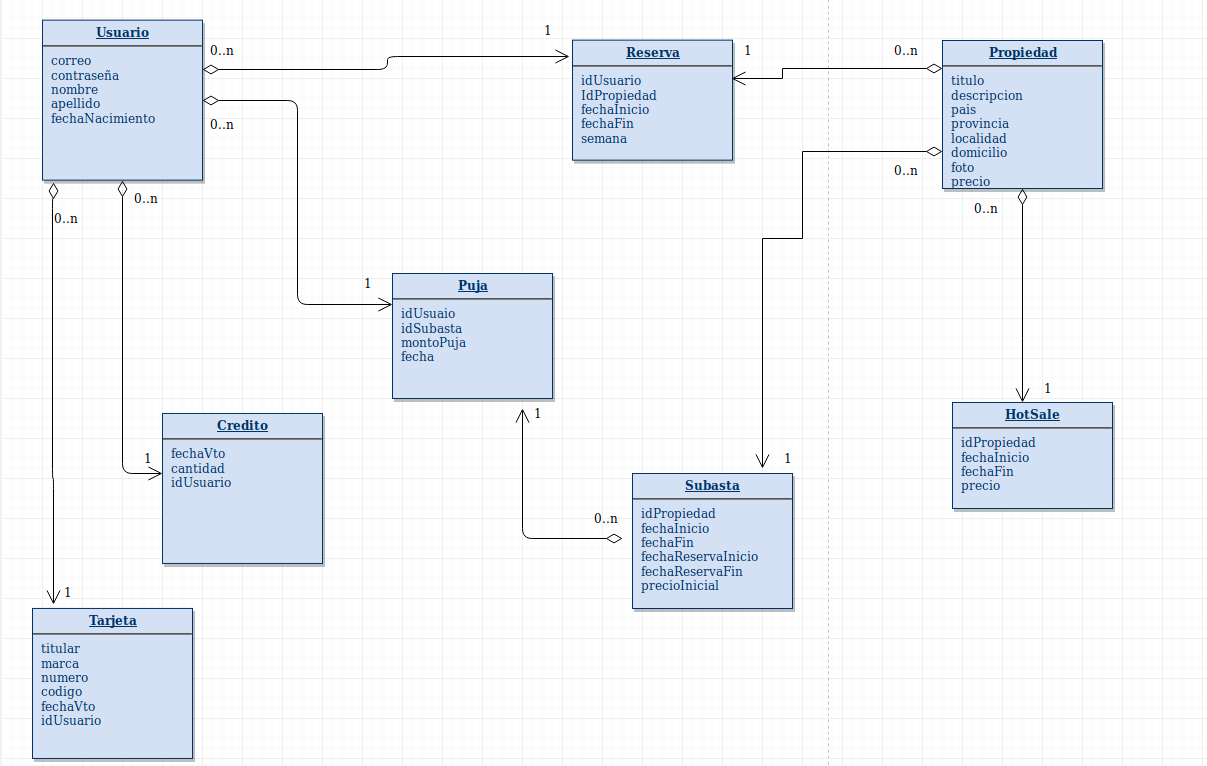 Usuario
correo
contraseña
nombre
apellido
fechaNacimiento
0..n
0..n
0..n
0..n
1
Reserva
idUsuario
IdPropiedad
fechaInicio
fechaFin
semana
1
0..n
0..n
0..n
Propiedad
titulo
descripcion
pais
provincia
localidad
domicilio
foto
precio
1
Puja
idUsuaio
idSubasta
montoPuja
fecha
1
1
Credito
fechaVto
cantidad
idUsuario
0..n
1
Subasta
idPropiedad
fechaInicio
fechaFin
fechaReservaInicio
fechaReservaFin
precioInicial
1
HotSale
idPropiedad
fechaInicio
fechaFin
precio
1
Tarjeta
titular
marca
numero
codigo
fechaVto
idUsuario